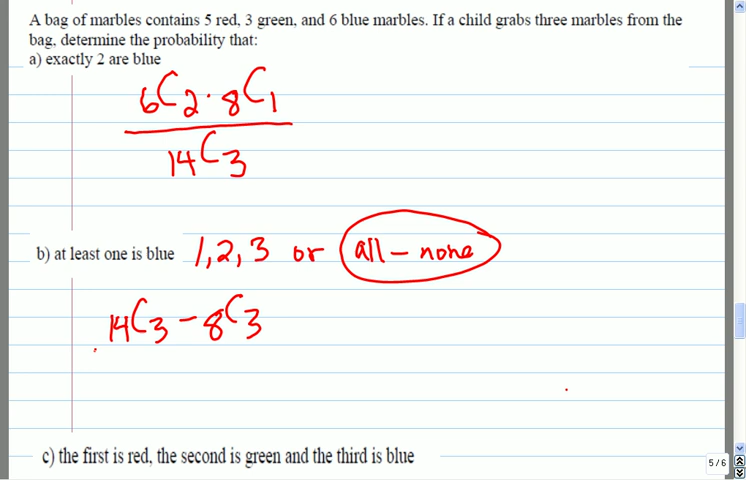 A bag of marbles contains 5 red, 3 green, and 6 blue marbles. If a child grabs three marbles from the
bag, determine the probability that:
a) exactly 2 are blue
6C2 · 8C1
14C3
b) at least one is blue 1, 2, 3 or all – none
14C3 – 8C3
c) the first is red, the second is green and the third is blue
5/6